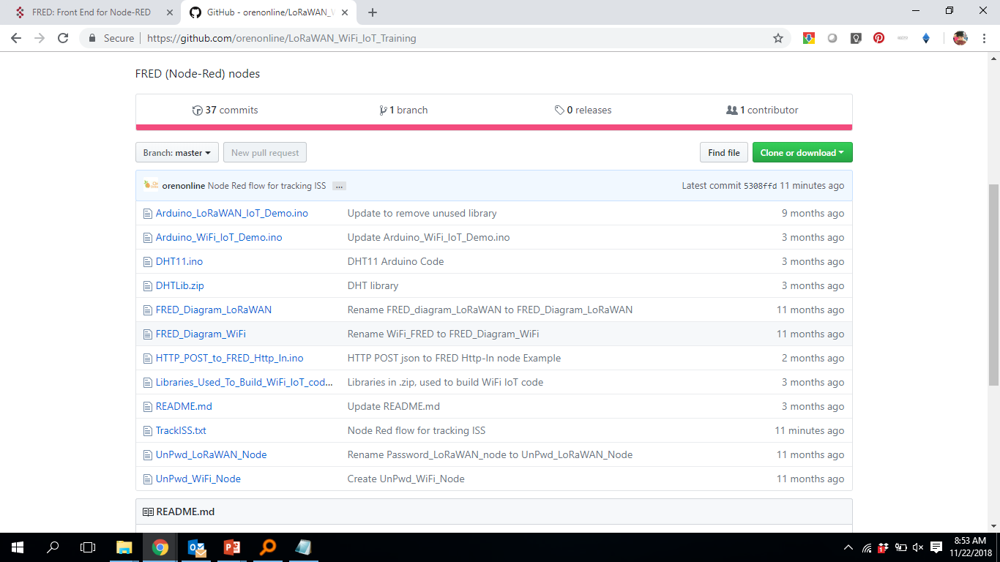 FRED: Front End for Node-RED
GitHub - orenonline/LoRaWAN_W
Secure
https://github.com/orenonline/LoRaWAN_WiFi_IoT_Training
FRED (Node-Red) nodes
37 commits 1 branch 0 releases 1 contributor
Branch: master New pull request Find file Clone or download
orenonline Node Red flow for tracking ISS ... Latest commit 5308ffd 11 minutes ago
Arduino_LoRaWAN_IoT_Demo.ino Update to remove unused library 9 months ago
Arduino_WiFi_IoT_Demo.ino Update Arduino_WiFi_IoT_Demo.ino 3 months ago
DHT11.ino DHT11 Arduino Code 3 months ago
DHTLib.zip DHT library 3 months ago
FRED_Diagram_LoRaWAN Rename FRED_diagram_LoRaWAN to FRED_Diagram_LoRaWAN 11 months ago
FRED_Diagram_WiFi Rename WiFi_FRED to FRED_Diagram_WiFi 11 months ago
HTTP_POST_to_FRED_Http_In.ino HTTP POST json to FRED Http-In node Example 2 months ago
Libraries_Used_To_Build_WiFi_IoT_cod... Libraries in .zip, used to build WiFi IoT code 3 months ago
README.md Update README.md 3 months ago
TrackISS.txt Node Red flow for tracking ISS 11 minutes ago
UnPwd_LoRaWAN_Node Rename Password_LoRaWAN_node to UnPwd_LoRaWAN_Node 11 months ago
UnPwd_WiFi_Node Create UnPwd_WiFi_Node 11 months ago
README.md
8:53 AM
11/22/2018